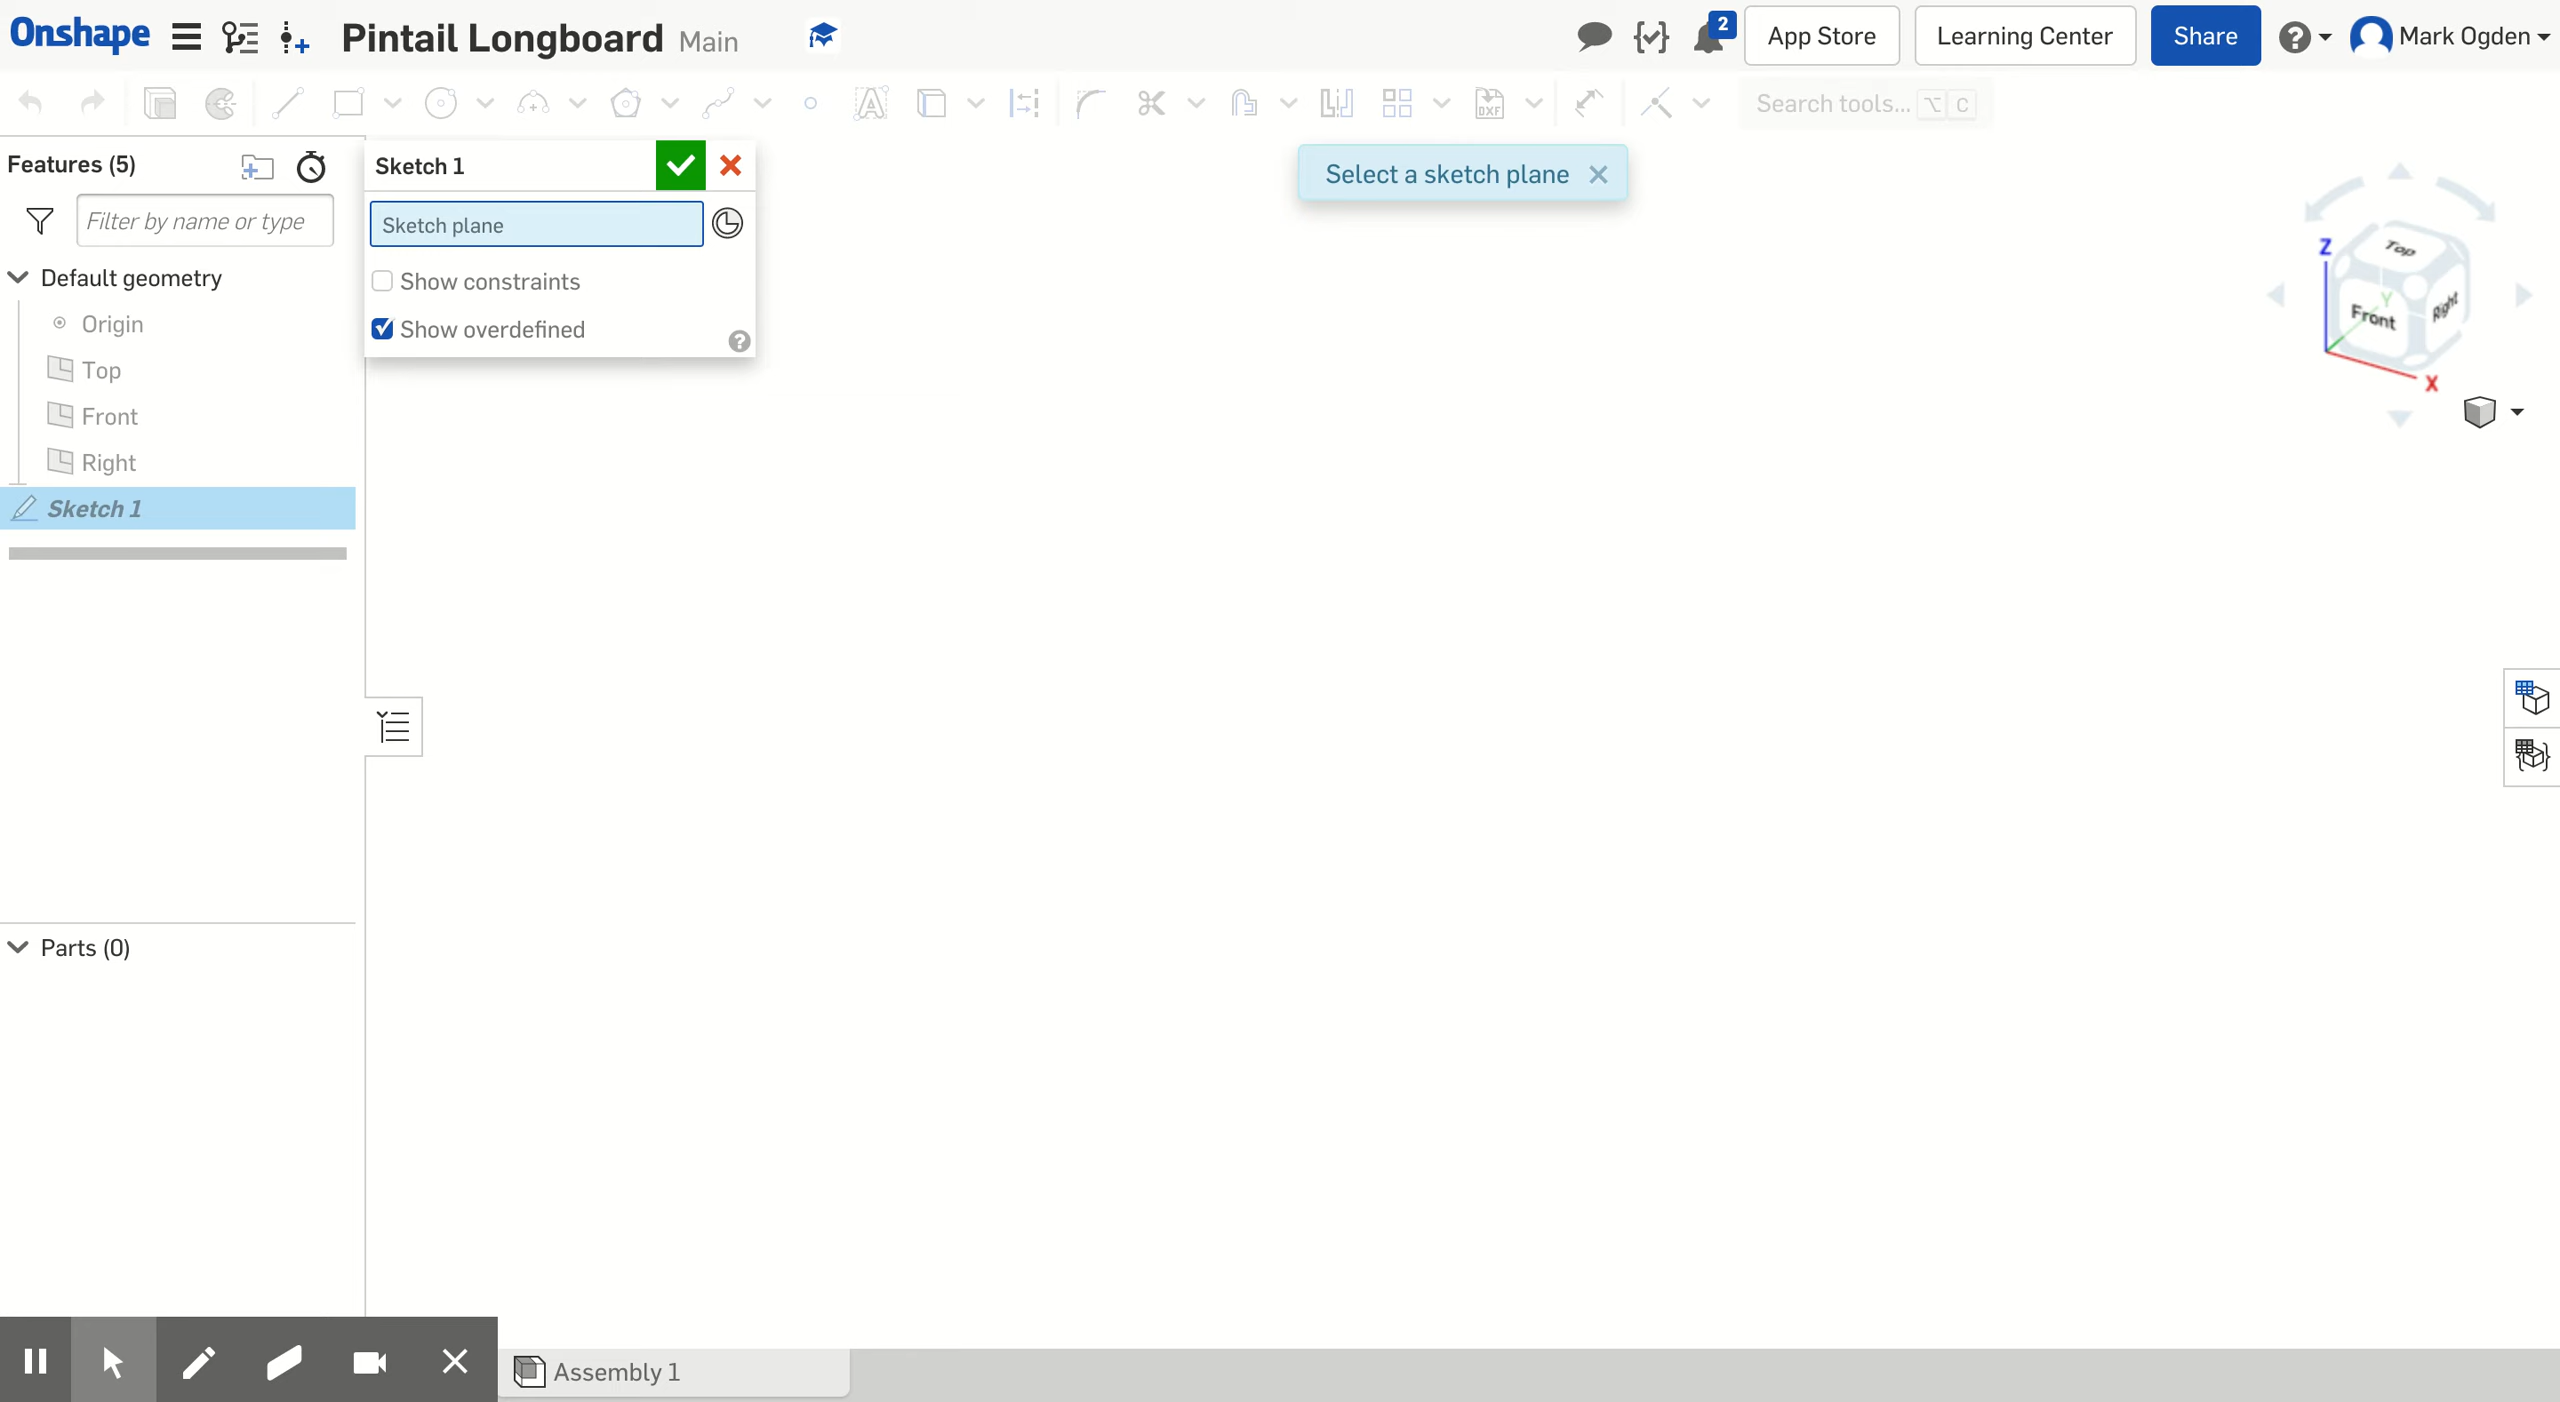 Onshape Pintail Longboard Main 2 App Store Learning Center Share Mark Ogden
DXF Search tools... ⌥ C
Features (5)
Filter by name or type
Default geometry
Origin
Top
Front
Right
Sketch 1
Parts (0)
Sketch 1
Sketch plane
Show constraints
Show overdefined
Select a sketch plane
Z
Top
Y
Front
Right
X
Assembly 1